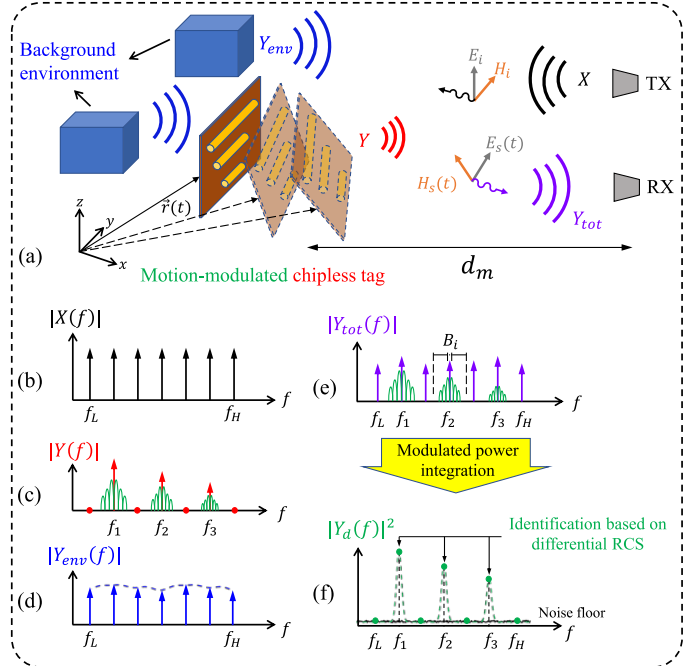 Background
environment
Y_env
E_i
H_i
X
TX
Y
E_s(t)
H_s(t)
Y_tot
RX
z
y
x
r⃗(t)
d_m
(a)
Motion-modulated chipless tag
|X(f)|
(b)
f_L
f_H
f
|Y(f)|
(c)
f_1
f_2
f_3
f
|Y_env(f)|
(d)
f_L
f_H
f
|Y_tot(f)|
B_i
(e)
f_L
f_1
f_2
f_3
f_H
f
Modulated power
integration
|Y_d(f)|²
Identification based on
differential RCS
(f)
Noise floor
f_L
f_1
f_2
f_3
f_H
f